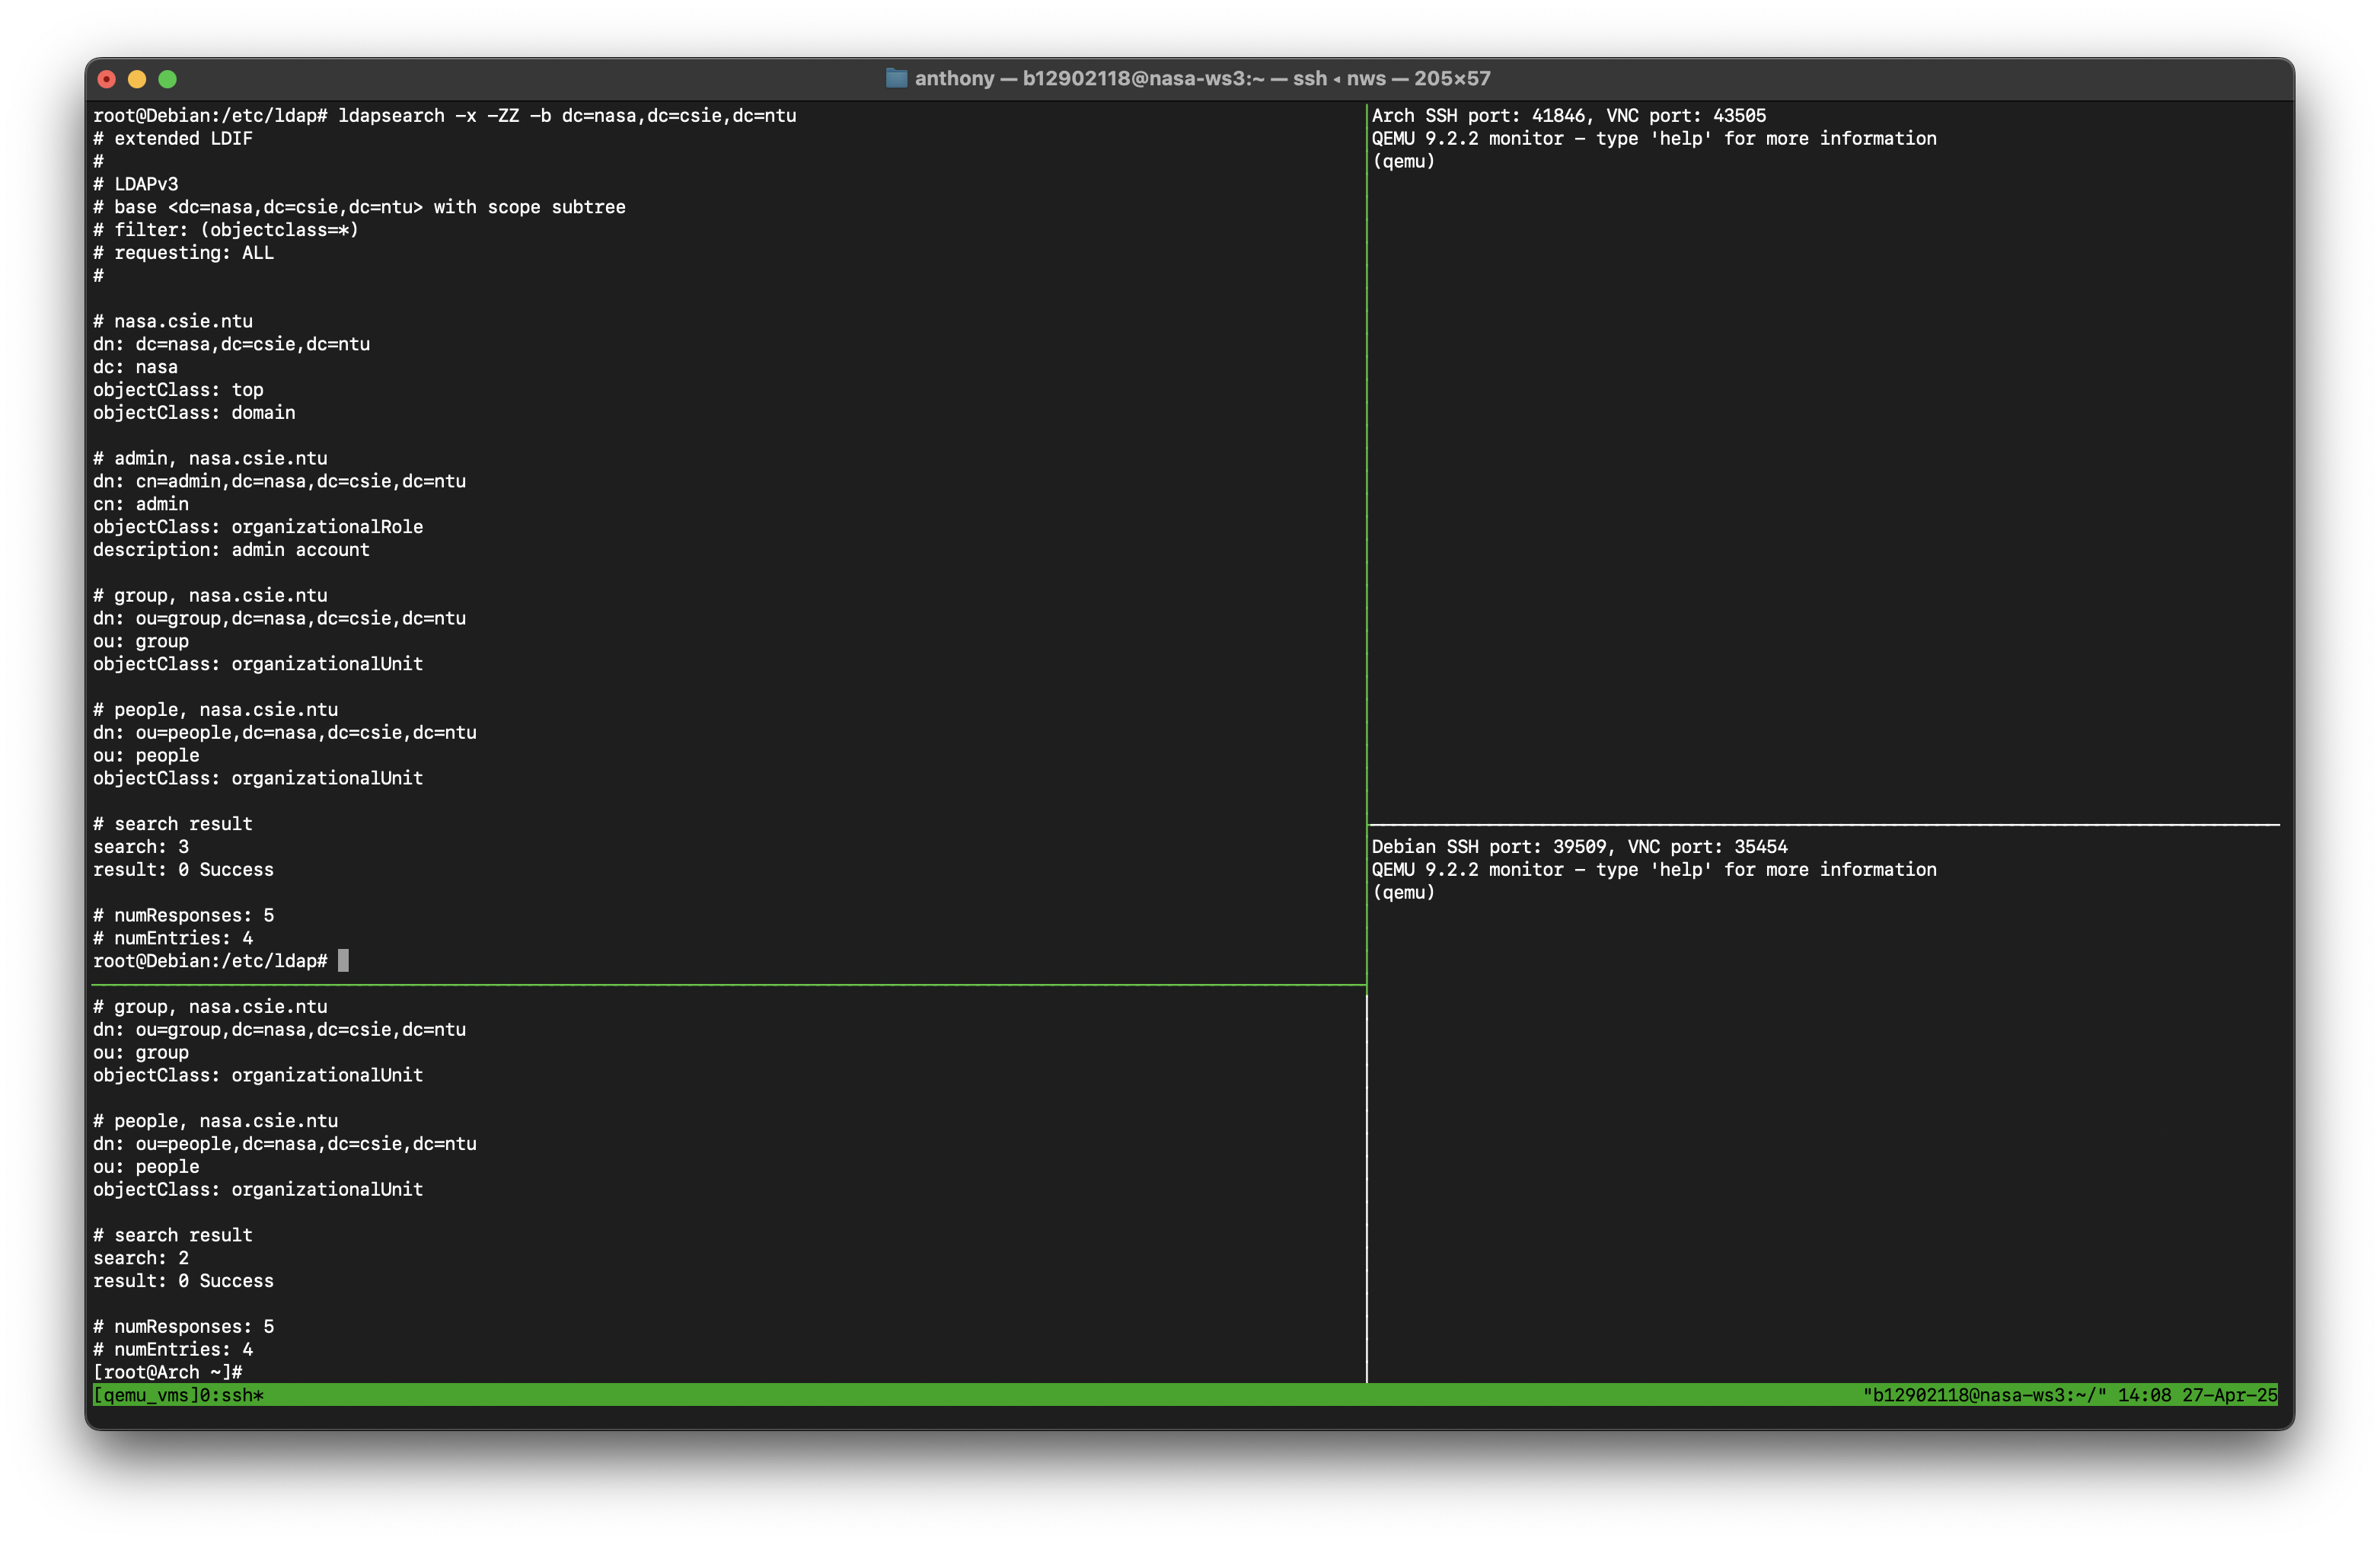 anthony — b12902118@nasa-ws3:~ — ssh ◂ nws — 205×57
root@Debian:/etc/ldap# ldapsearch -x -ZZ -b dc=nasa,dc=csie,dc=ntu
# extended LDIF
#
# LDAPv3
# base <dc=nasa,dc=csie,dc=ntu> with scope subtree
# filter: (objectclass=*)
# requesting: ALL
#
# nasa.csie.ntu
dn: dc=nasa,dc=csie,dc=ntu
dc: nasa
objectClass: top
objectClass: domain
# admin, nasa.csie.ntu
dn: cn=admin,dc=nasa,dc=csie,dc=ntu
cn: admin
objectClass: organizationalRole
description: admin account
# group, nasa.csie.ntu
dn: ou=group,dc=nasa,dc=csie,dc=ntu
ou: group
objectClass: organizationalUnit
# people, nasa.csie.ntu
dn: ou=people,dc=nasa,dc=csie,dc=ntu
ou: people
objectClass: organizationalUnit
# search result
search: 3
result: 0 Success
# numResponses: 5
# numEntries: 4
root@Debian:/etc/ldap#
# group, nasa.csie.ntu
dn: ou=group,dc=nasa,dc=csie,dc=ntu
ou: group
objectClass: organizationalUnit
# people, nasa.csie.ntu
dn: ou=people,dc=nasa,dc=csie,dc=ntu
ou: people
objectClass: organizationalUnit
# search result
search: 2
result: 0 Success
# numResponses: 5
# numEntries: 4
[root@Arch ~]#
Arch SSH port: 41846, VNC port: 43505
QEMU 9.2.2 monitor - type 'help' for more information
(qemu)
Debian SSH port: 39509, VNC port: 35454
QEMU 9.2.2 monitor - type 'help' for more information
(qemu)
[qemu_vms]0:ssh* "b12902118@nasa-ws3:~/" 14:08 27-Apr-25